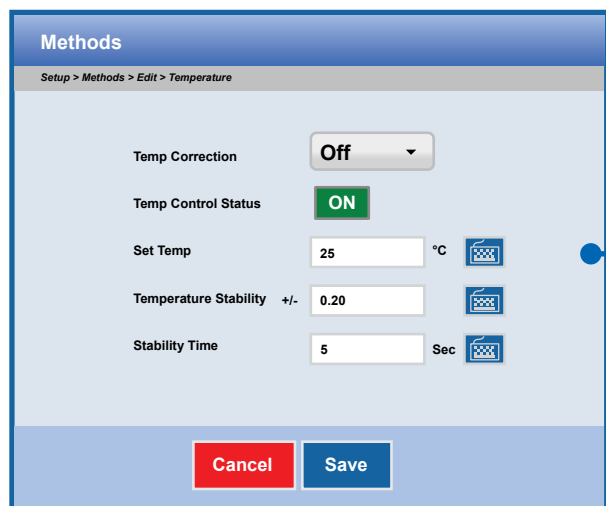 Methods
Setup > Methods > Edit > Temperature
Temp Correction Off
Temp Control Status ON
Set Temp 25 °C
Temperature Stability +/- 0.20
Stability Time 5 Sec
Cancel Save